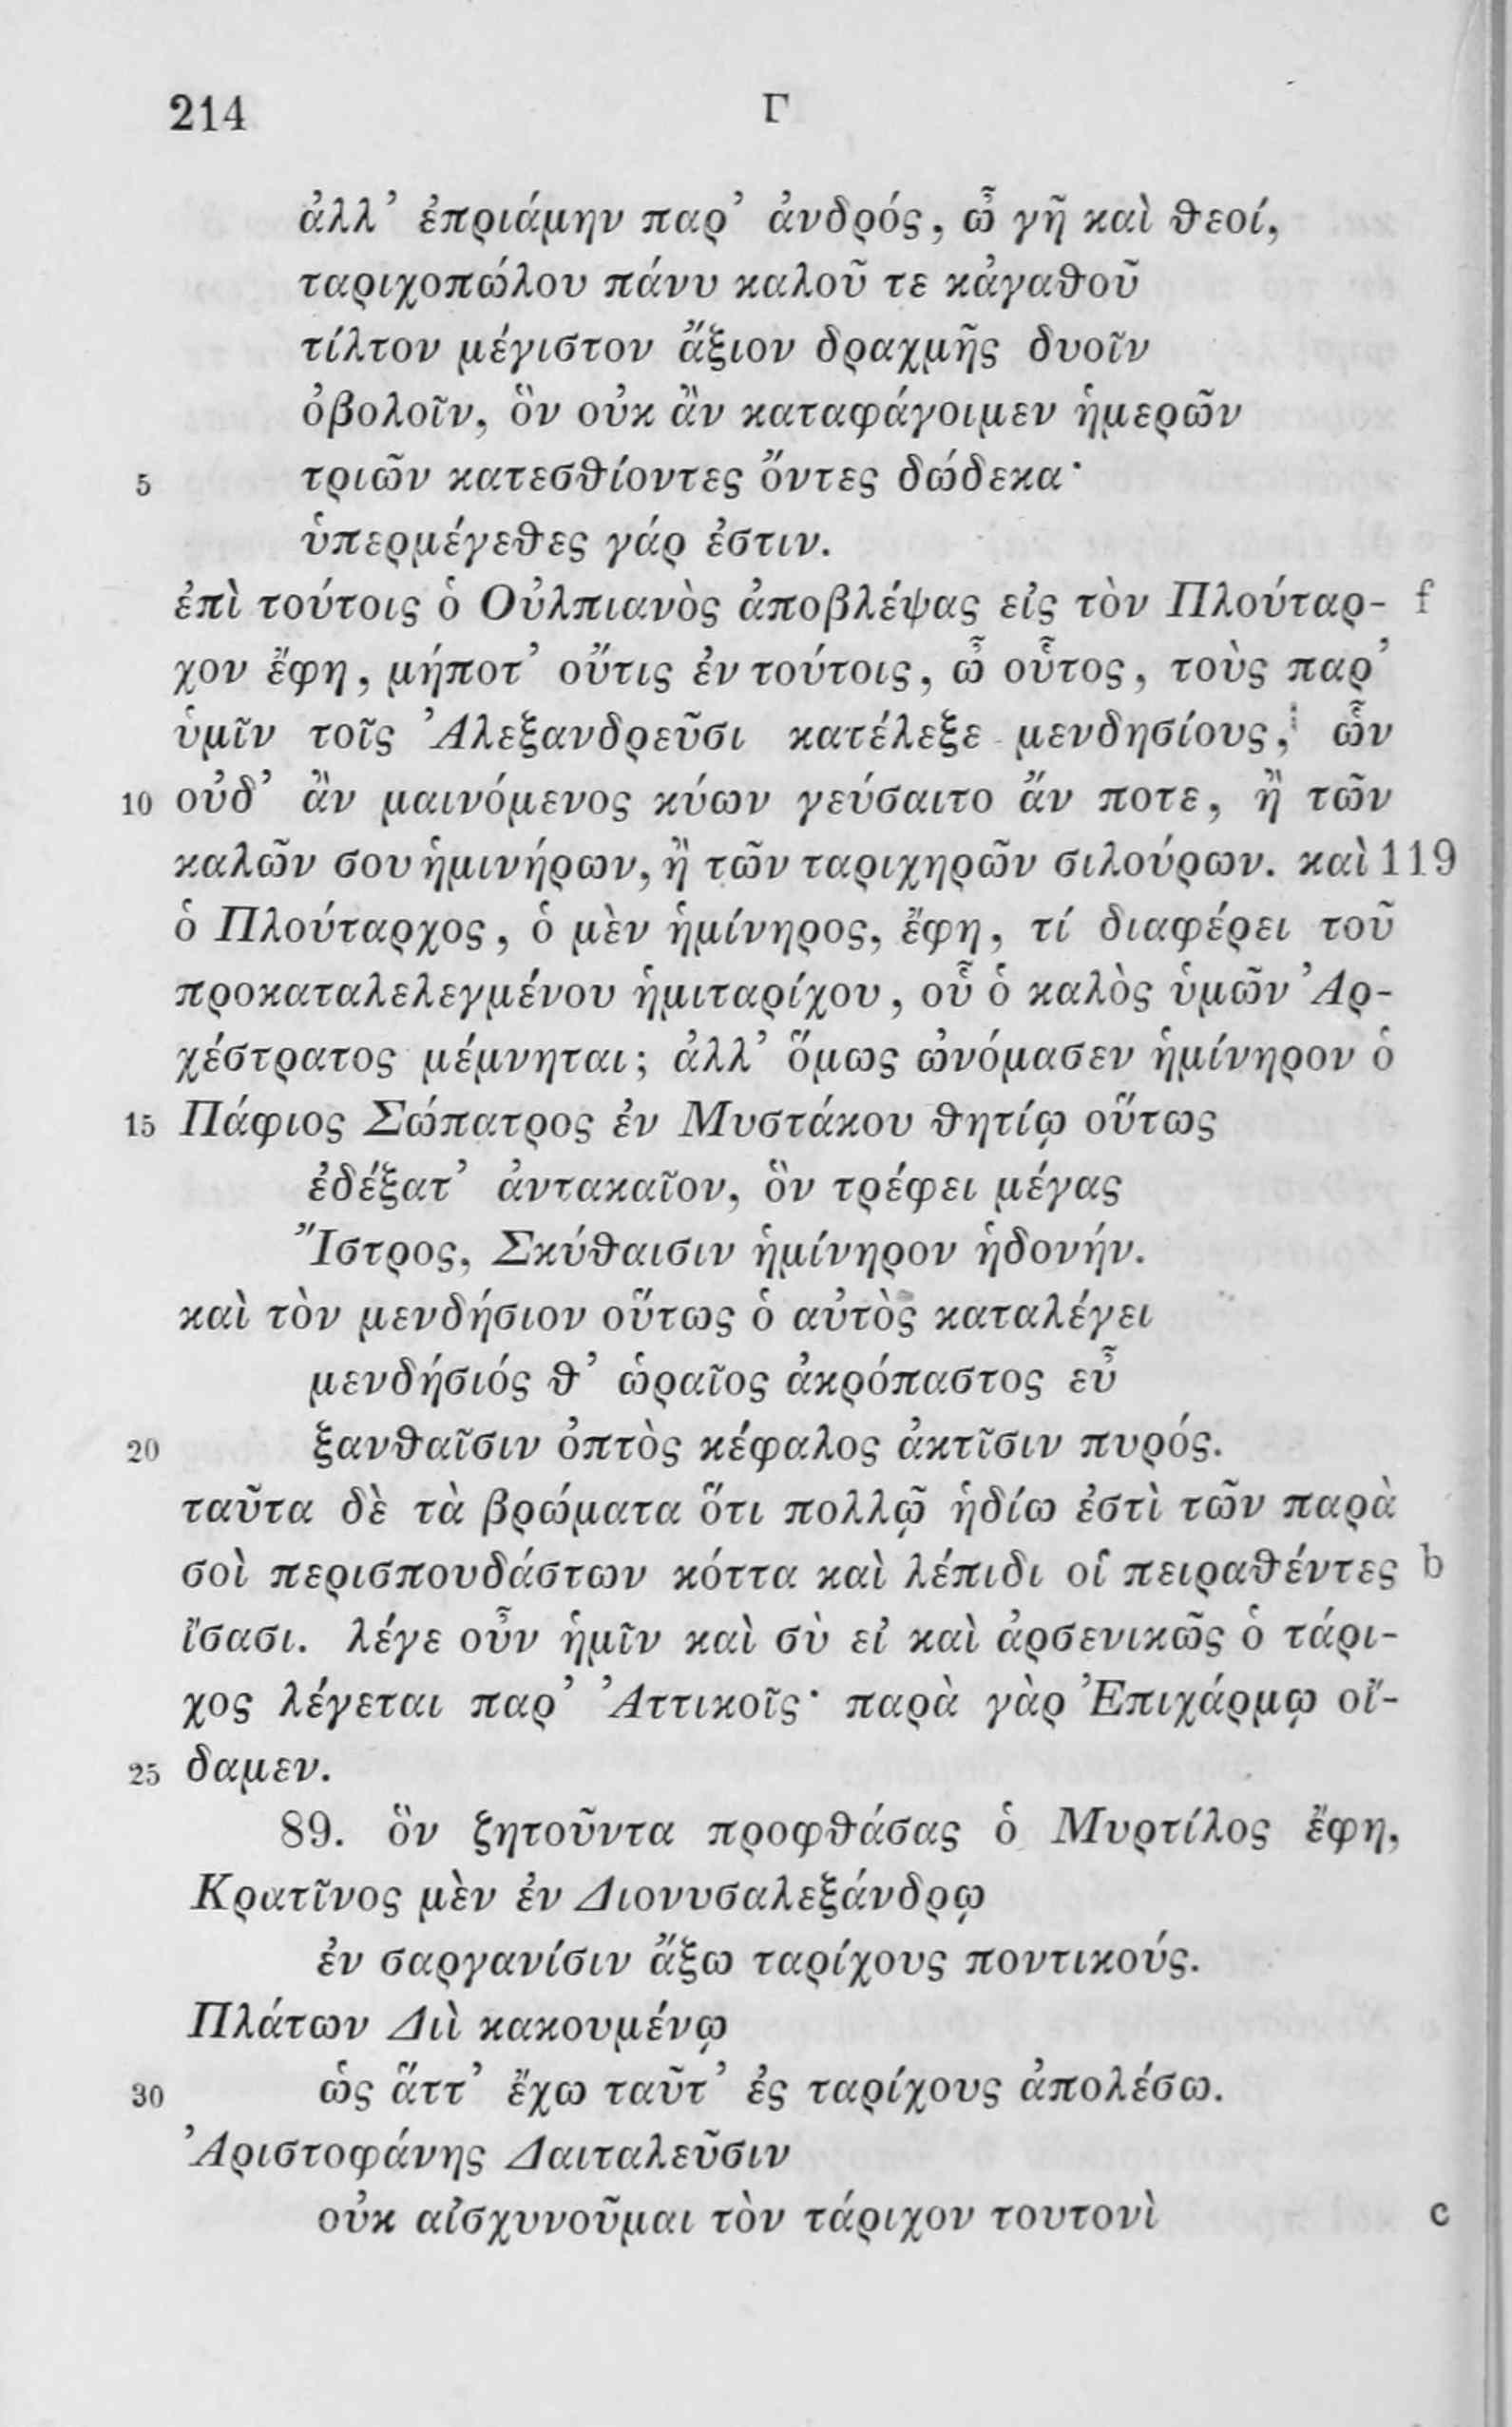 214 Γ
ἀλλ’ ἐπριάμην παρ’ ἀνδρός, ὦ γῆ καὶ θεοί,
ταριχοπώλου πάνυ καλοῦ τε κἀγαθοῦ
τίλτον μέγιστον ἄξιον δραχμῆς δυοῖν
ὀβολοῖν, ὃν οὐκ ἂν καταφάγοιμεν ἡμερῶν
5 τριῶν κατεσθίοντες ὄντες δώδεκα·
ὑπερμέγεθες γάρ ἐστιν.
ἐπὶ τούτοις ὁ Οὐλπιανὸς ἀποβλέψας εἰς τὸν Πλούταρ- f
χον ἔφη, μήποτ’ οὔτις ἐν τούτοις, ὦ οὗτος, τοὺς παρ’
ὑμῖν τοῖς Ἀλεξανδρεῦσι κατέλεξε μενδησίους, ὧν
10 οὐδ’ ἂν μαινόμενος κύων γεύσαιτο ἄν ποτε, ἢ τῶν
καλῶν σου ἡμινήρων, ἢ τῶν ταριχηρῶν σιλούρων. καὶ 119
ὁ Πλούταρχος, ὁ μὲν ἡμίνηρος, ἔφη, τί διαφέρει τοῦ
προκαταλελεγμένου ἡμιταρίχου, οὗ ὁ καλὸς ὑμῶν Ἀρ-
χέστρατος μέμνηται; ἀλλ’ ὅμως ὠνόμασεν ἡμίνηρον ὁ
15 Πάφιος Σώπατρος ἐν Μυστάκου θητίῳ οὕτως
ἐδέξατ’ ἀντακαῖον, ὃν τρέφει μέγας
Ἴστρος, Σκύθαισιν ἡμίνηρον ἡδονήν.
καὶ τὸν μενδήσιον οὕτως ὁ αὐτὸς καταλέγει
μενδήσιός θ’ ὡραῖος ἀκρόπαστος εὖ
20 ξανθαῖσιν ὀπτὸς κέφαλος ἀκτῖσιν πυρός.
ταῦτα δὲ τὰ βρώματα ὅτι πολλῷ ἡδίω ἐστὶ τῶν παρὰ
σοὶ περισπουδάστων κόττα καὶ λέπιδι οἱ πειραθέντες b
ἴσασι. λέγε οὖν ἡμῖν καὶ σὺ εἰ καὶ ἀρσενικῶς ὁ τάρι-
χος λέγεται παρ’ Ἀττικοῖς· παρὰ γὰρ Ἐπιχάρμῳ οἴ-
25 δαμεν.
89. ὃν ζητοῦντα προφθάσας ὁ Μυρτίλος ἔφη,
Κρατῖνος μὲν ἐν Διονυσαλεξάνδρῳ
ἐν σαργανίσιν ἄξω ταρίχους ποντικούς.
Πλάτων Διὶ κακουμένῳ
30 ὡς ἅττ’ ἔχω ταῦτ’ ἐς ταρίχους ἀπολέσω.
Ἀριστοφάνης Δαιταλεῦσιν
οὐκ αἰσχυνοῦμαι τὸν τάριχον τουτονὶ c